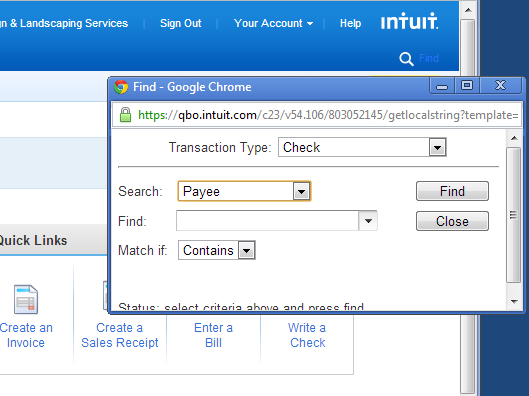 n & Landscaping Services Sign Out Your Account Help intuit.
Find
Find - Google Chrome
https://qbo.intuit.com/c23/v54.106/803052145/getlocalstring?template=
Transaction Type: Check
Search: Payee Find
Find: Close
Match if: Contains
Status: select criteria above and press find
Quick Links
Create an Invoice
Create a Sales Receipt
Enter a Bill
Write a Check